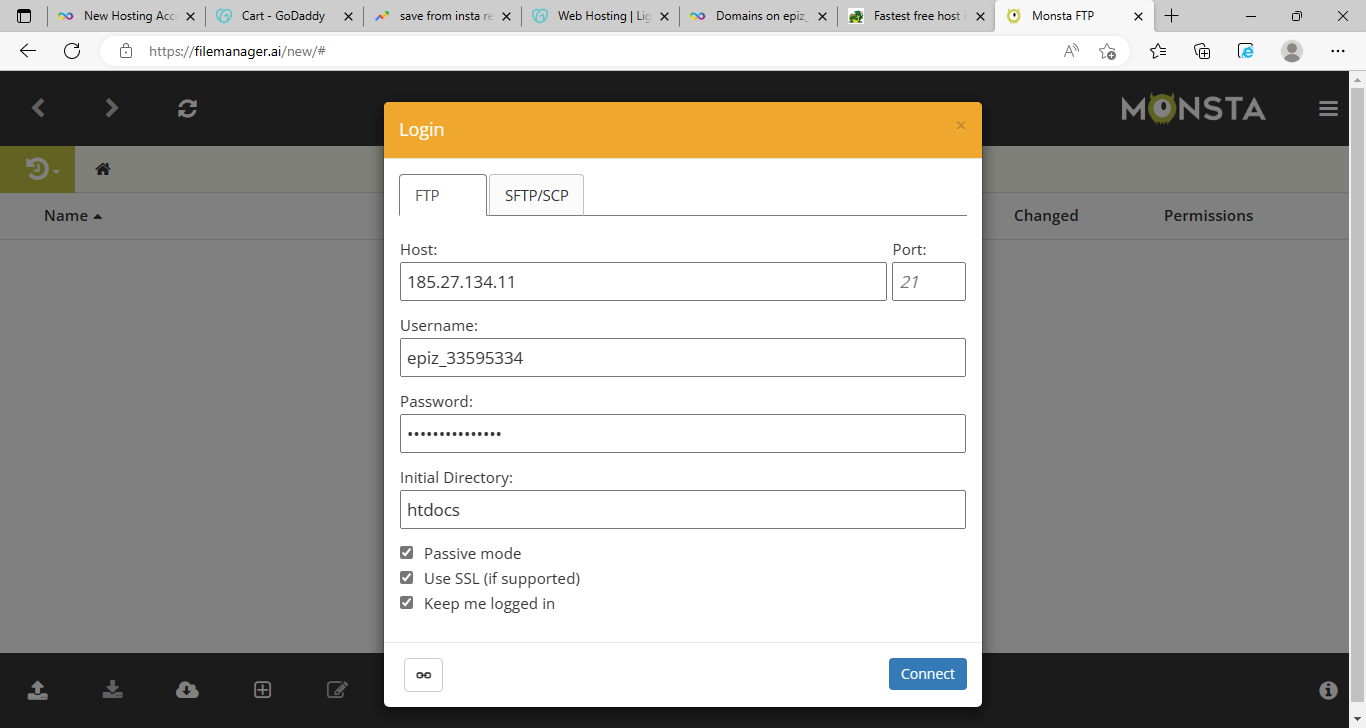 New Hosting Acc
Cart - GoDaddy
save from insta re
Web Hosting | Lig
Domains on epiz_
Fastest free host i
Monsta FTP
https://filemanager.ai/new/#
MONSTA
Login
FTP
SFTP/SCP
Name
Changed
Permissions
Host:
Port:
185.27.134.11
21
Username:
epiz_33595334
Password:
•••••••••••••••
Initial Directory:
htdocs
Passive mode
Use SSL (if supported)
Keep me logged in
Connect